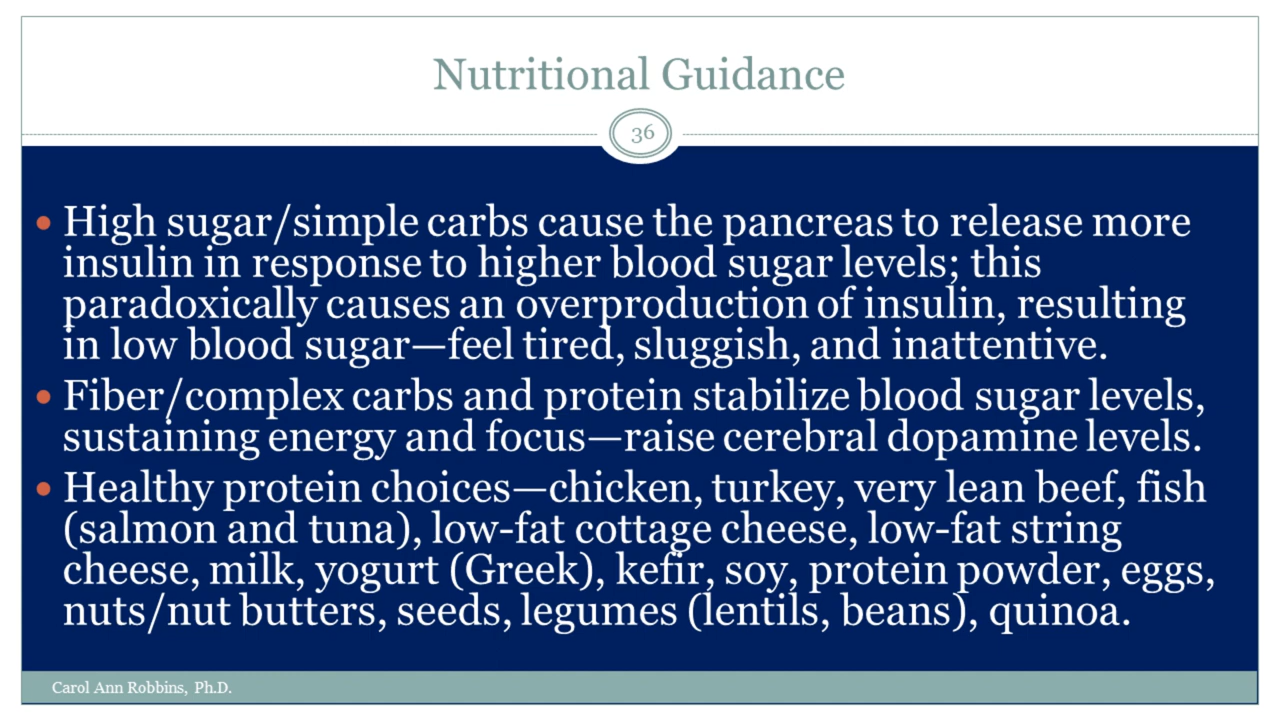 Nutritional Guidance
36
• High sugar/simple carbs cause the pancreas to release more
insulin in response to higher blood sugar levels; this
paradoxically causes an overproduction of insulin, resulting
in low blood sugar—feel tired, sluggish, and inattentive.
• Fiber/complex carbs and protein stabilize blood sugar levels,
sustaining energy and focus—raise cerebral dopamine levels.
• Healthy protein choices—chicken, turkey, very lean beef, fish
(salmon and tuna), low-fat cottage cheese, low-fat string
cheese, milk, yogurt (Greek), kefir, soy, protein powder, eggs,
nuts/nut butters, seeds, legumes (lentils, beans), quinoa.
Carol Ann Robbins, Ph.D.